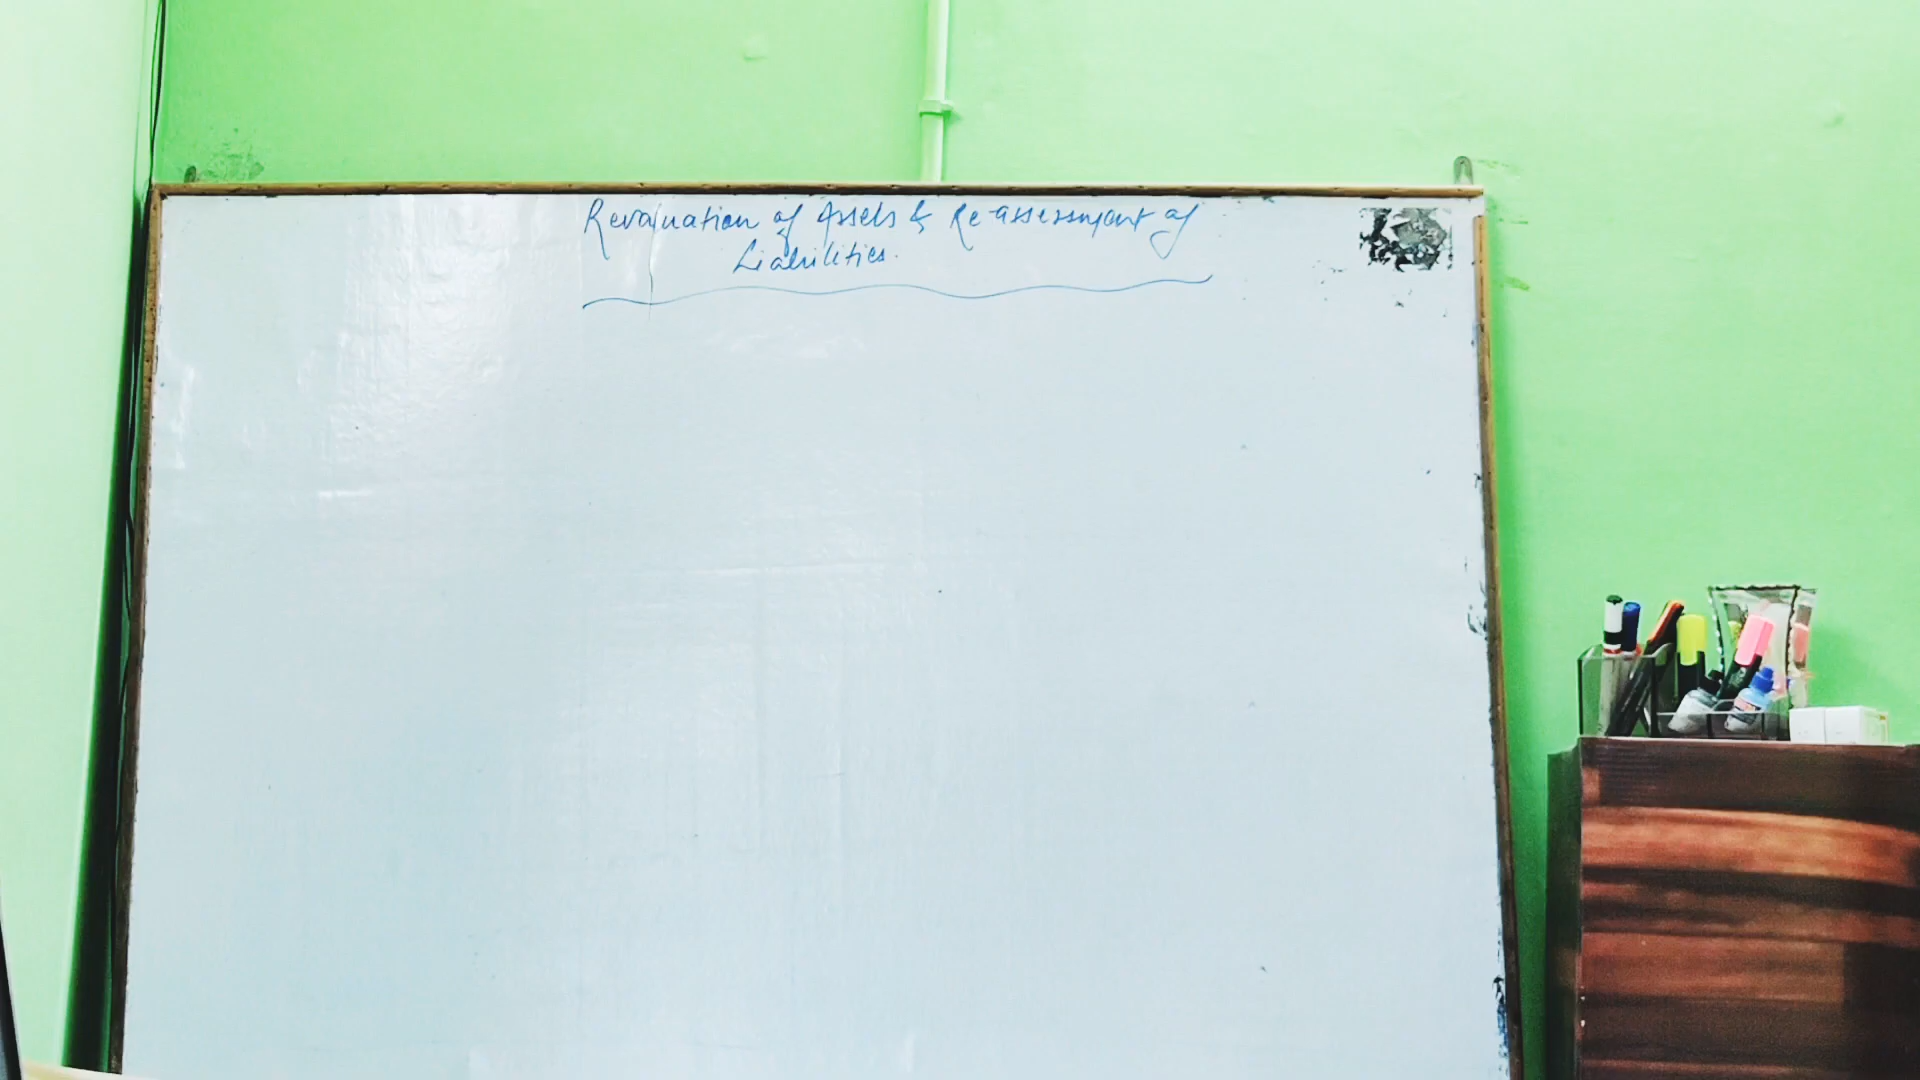 Revaluation of Assets & Re-assessment of
Liabilities.